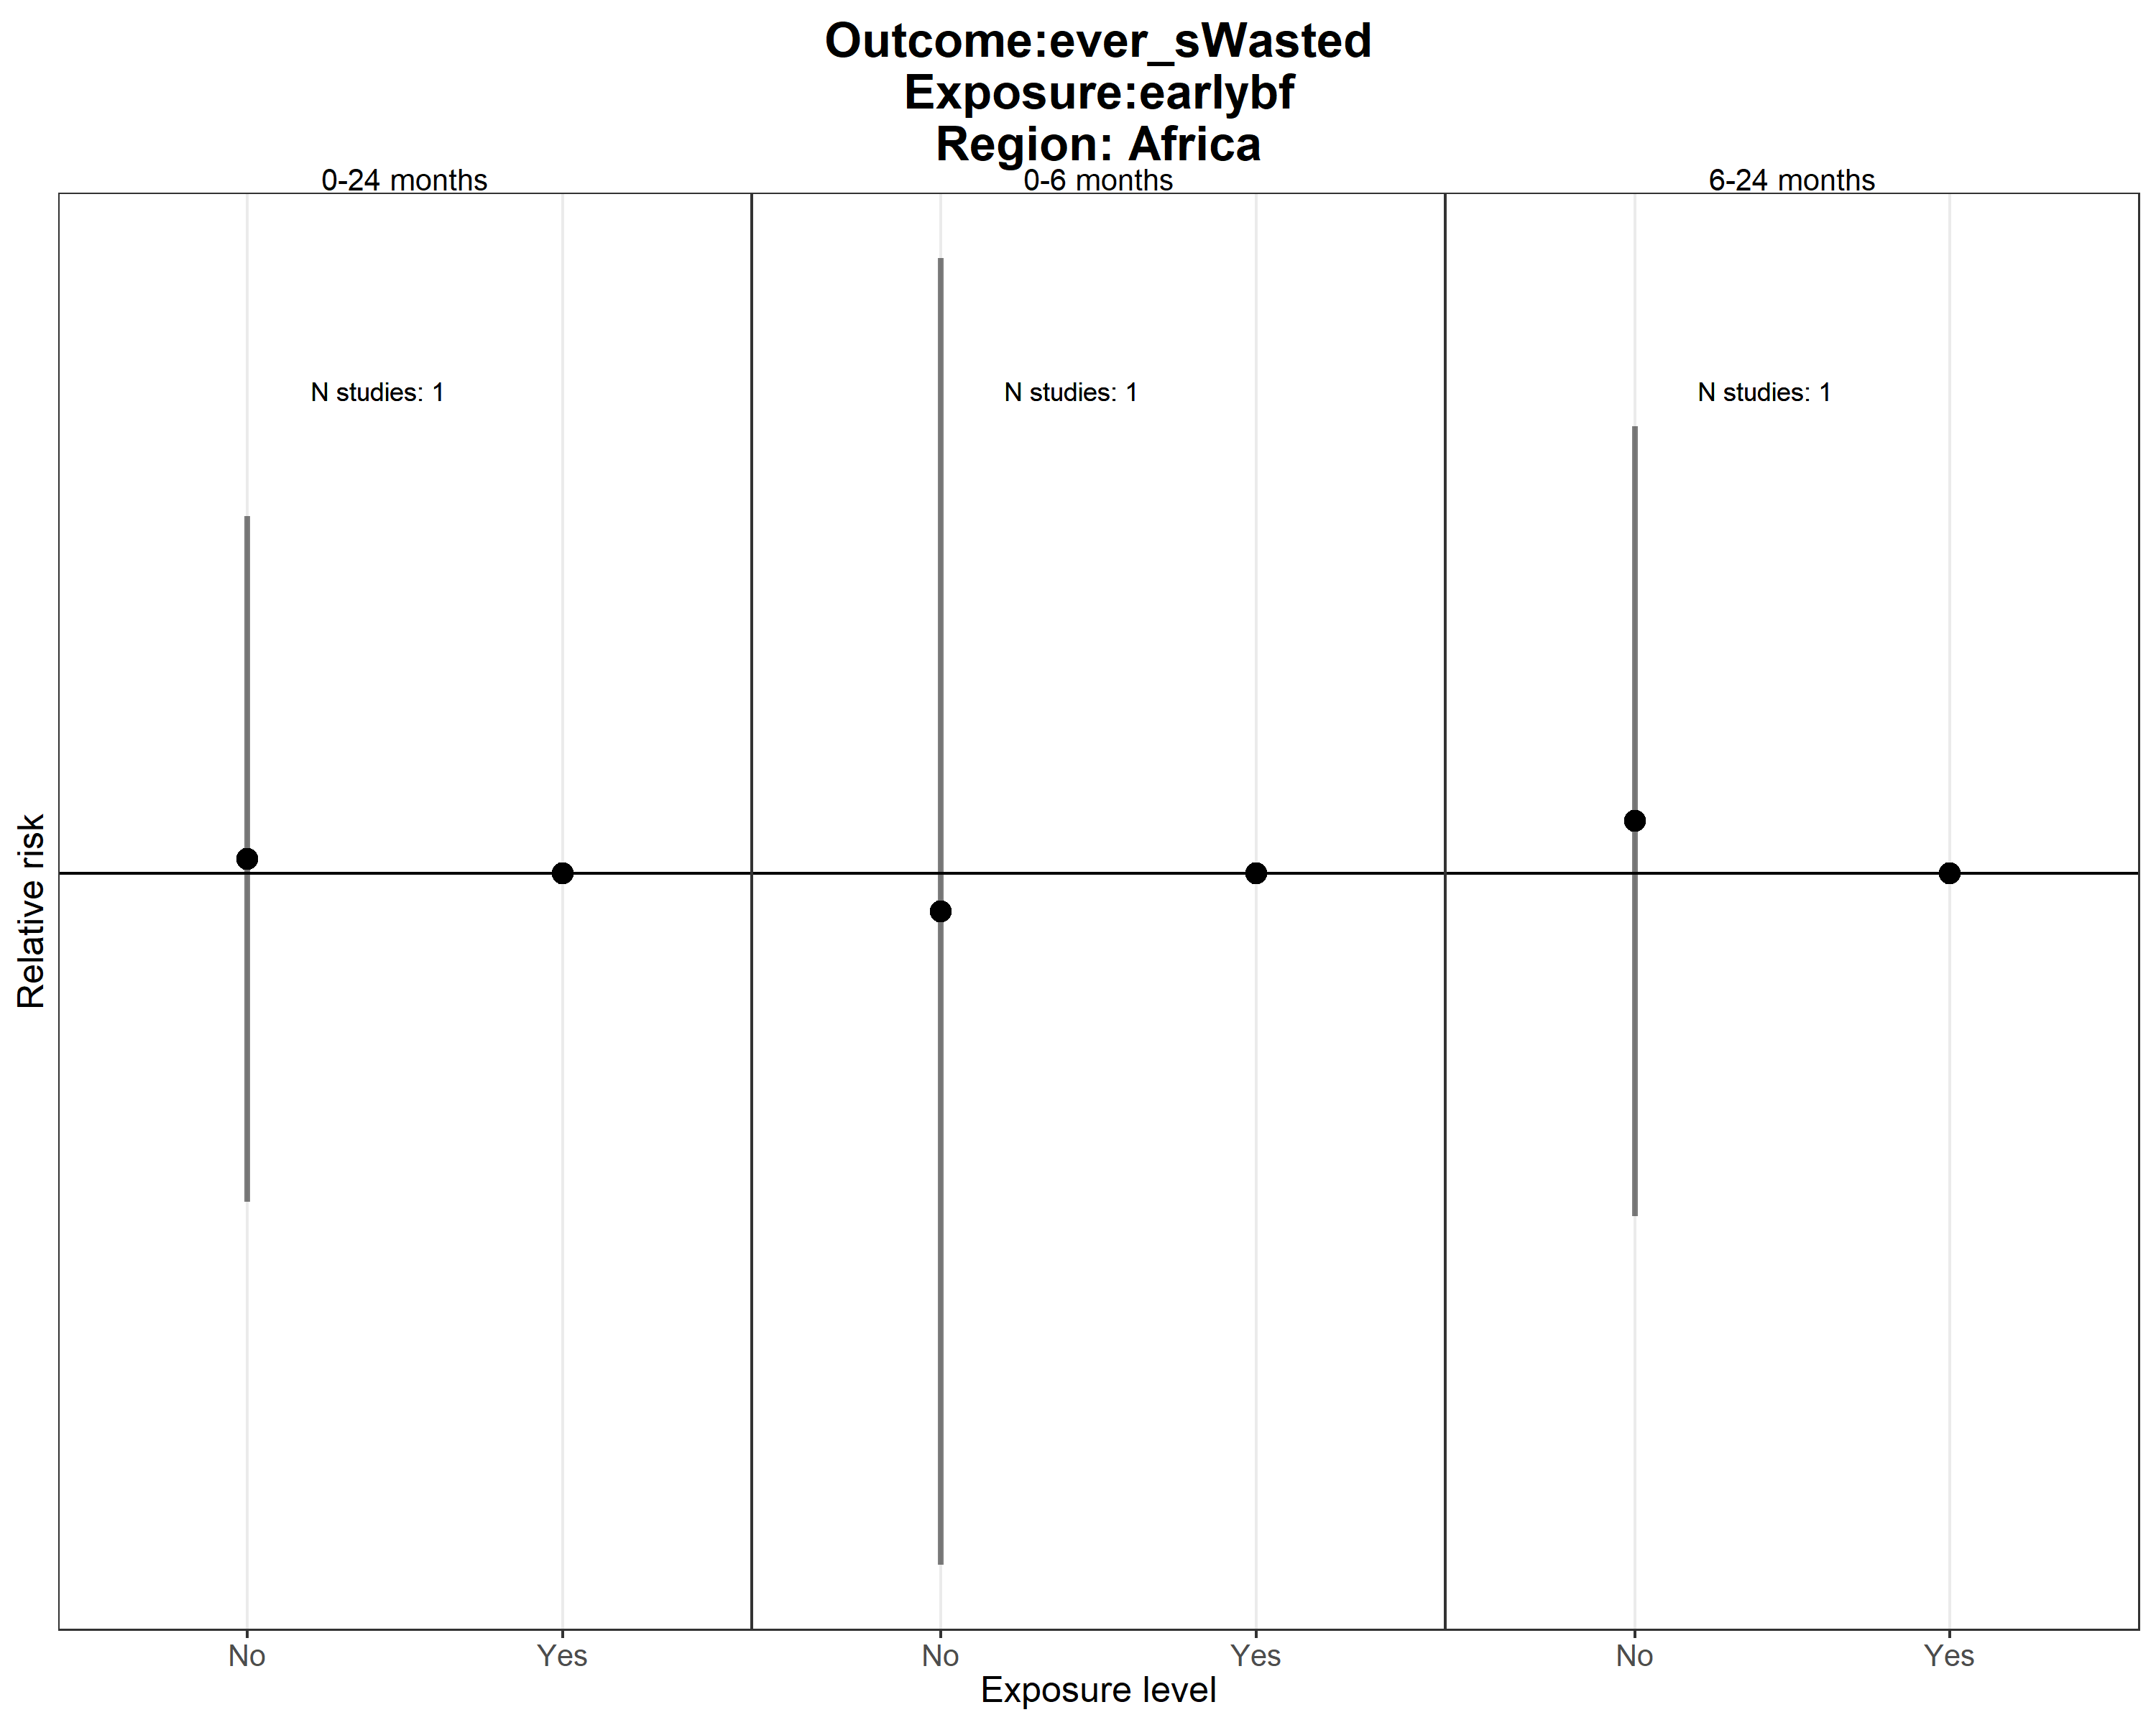 Outcome:ever_sWasted
Exposure:earlybf
Region: Africa
0-24 months
0-6 months
6-24 months
N studies: 1
N studies: 1
N studies: 1
Relative risk
No
Yes
No
Yes
No
Yes
Exposure level